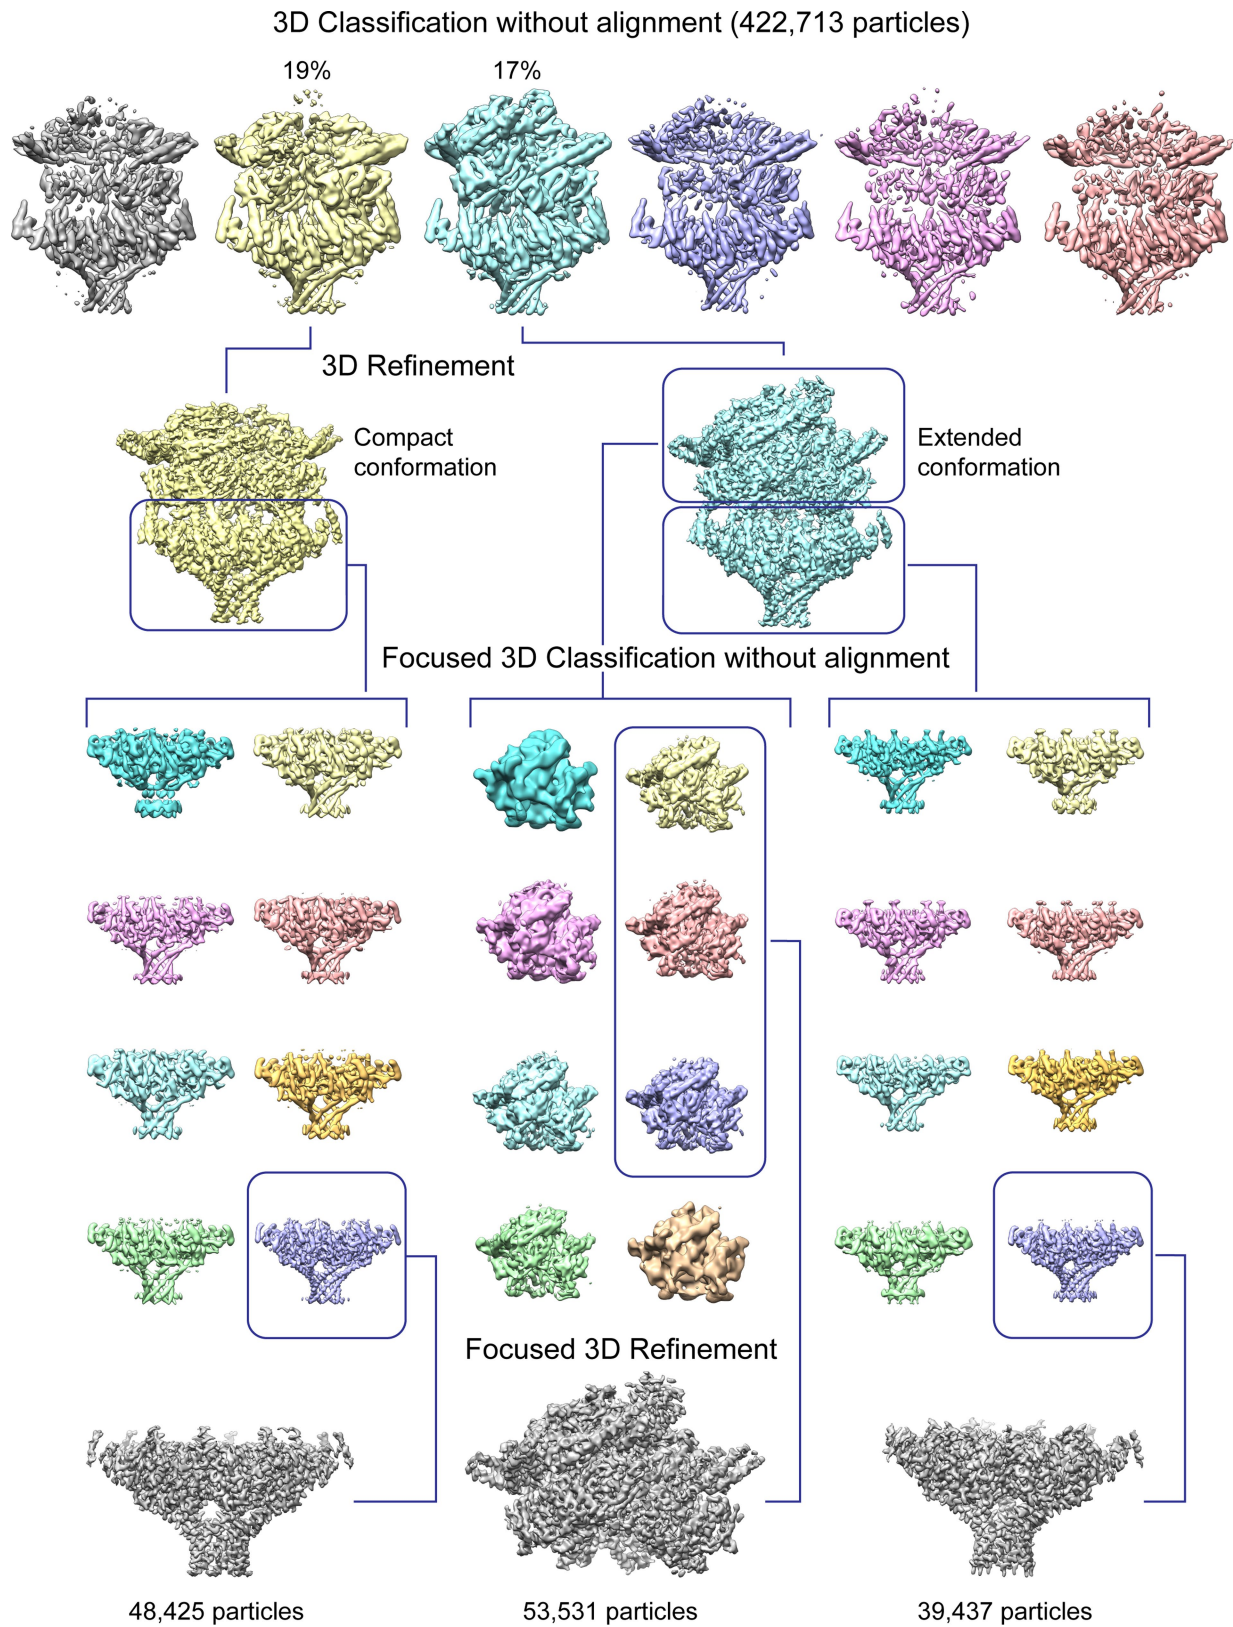 3D Classification without alignment (422,713 particles)
19%
17%
3D Refinement
Compact
conformation
Extended
conformation
Focused 3D Classification without alignment
Focused 3D Refinement
48,425 particles
53,531 particles
39,437 particles